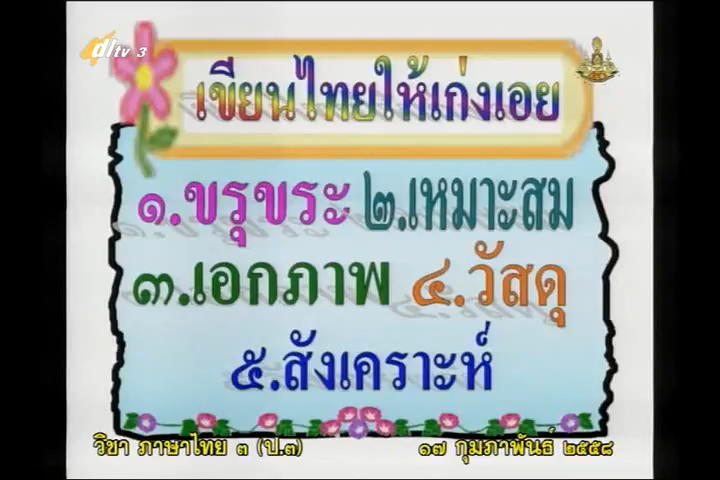 dltv 3
เขียนไทยให้เก่งเอย
๑.ขรุขระ ๒.เหมาะสม
๓.เอกภาพ ๔.วัสดุ
๕.สังเคราะห์
วิชา ภาษาไทย ๓ (ป.๓) ๑๗ กุมภาพันธ์ ๒๕๕๘